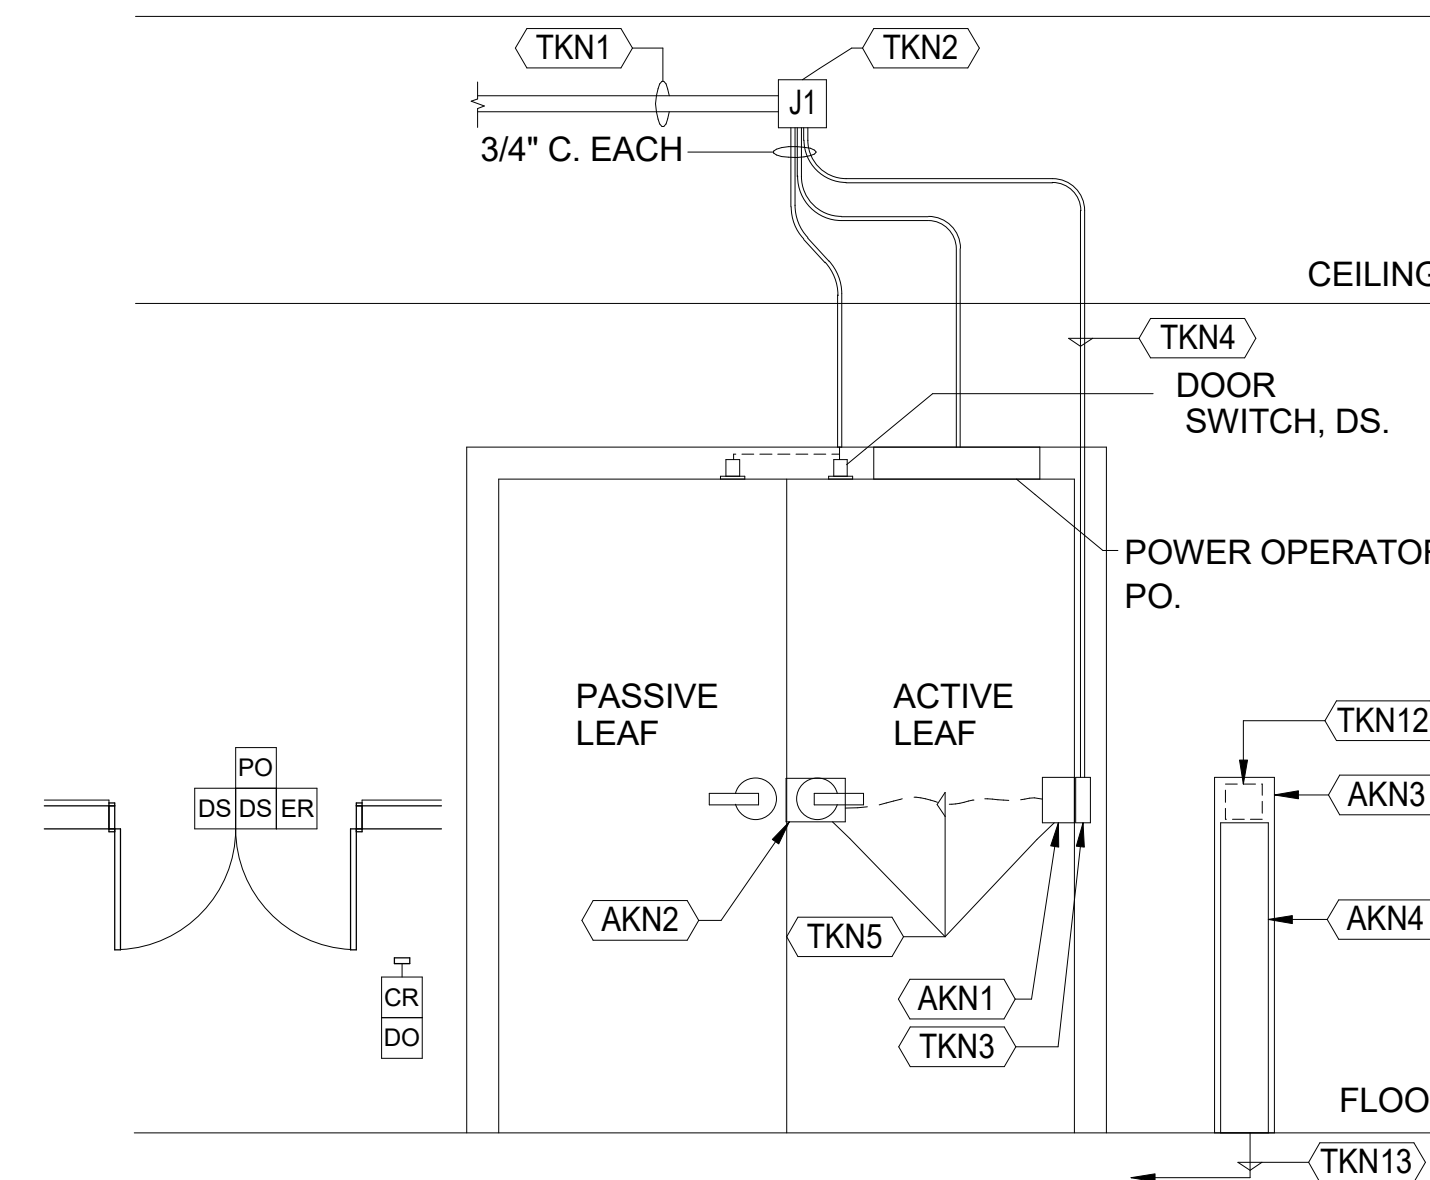 TKN1
TKN2
J1
3/4" C. EACH
CEILING
TKN4
DOOR
SWITCH, DS.
POWER OPERATOR
PO.
PASSIVE
LEAF
ACTIVE
LEAF
TKN12
PO
DS DS ER
AKN3
AKN2
TKN5
AKN4
CR
AKN1
DO
TKN3
FLOO
TKN13